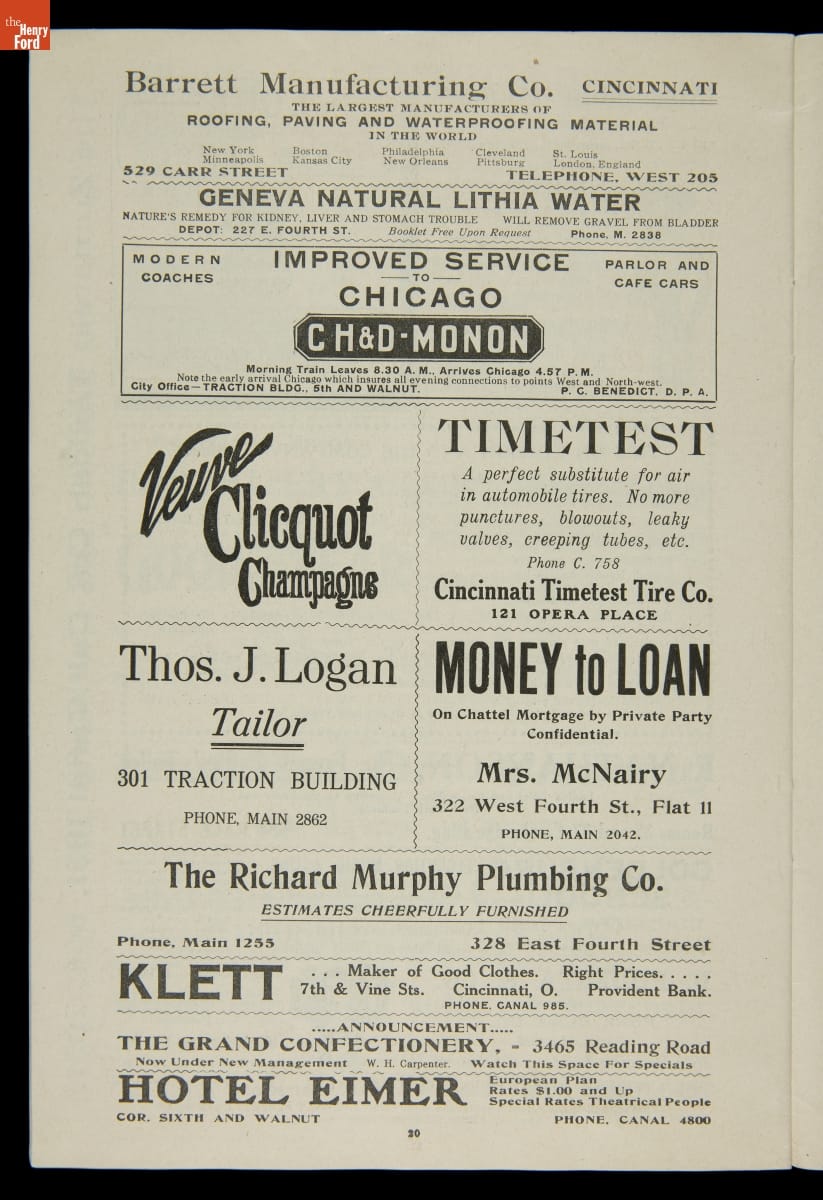 the
Henry
Ford
Barrett Manufacturing Co. CINCINNATI
THE LARGEST MANUFACTURERS OF
ROOFING, PAVING AND WATERPROOFING MATERIAL
IN THE WORLD
New York Boston Philadelphia Cleveland St. Louis
Minneapolis Kansas City New Orleans Pittsburg London, England
529 CARR STREET TELEPHONE, WEST 205
GENEVA NATURAL LITHIA WATER
NATURE'S REMEDY FOR KIDNEY, LIVER AND STOMACH TROUBLE WILL REMOVE GRAVEL FROM BLADDER
DEPOT: 227 E. FOURTH ST. Booklet Free Upon Request Phone, M. 2838
MODERN
COACHES
IMPROVED SERVICE
TO
CHICAGO
PARLOR AND
CAFE CARS
CH&D-MONON
Morning Train Leaves 8.30 A. M., Arrives Chicago 4.57 P. M.
Note the early arrival Chicago which insures all evening connections to points West and North-west.
City Office—TRACTION BLDG., 5th AND WALNUT. P. C. BENEDICT, D. P. A.
Veuve
Clicquot
Champagns
TIMETEST
A perfect substitute for air
in automobile tires. No more
punctures, blowouts, leaky
valves, creeping tubes, etc.
Phone C. 758
Cincinnati Timetest Tire Co.
121 OPERA PLACE
Thos. J. Logan
Tailor
301 TRACTION BUILDING
PHONE, MAIN 2862
MONEY to LOAN
On Chattel Mortgage by Private Party
Confidential.
Mrs. McNairy
322 West Fourth St., Flat 11
PHONE, MAIN 2042.
The Richard Murphy Plumbing Co.
ESTIMATES CHEERFULLY FURNISHED
Phone, Main 1255 328 East Fourth Street
KLETT
. . . Maker of Good Clothes. Right Prices. . . . .
7th & Vine Sts. Cincinnati, O. Provident Bank.
PHONE, CANAL 985.
.....ANNOUNCEMENT.....
THE GRAND CONFECTIONERY, - 3465 Reading Road
Now Under New Management W. H. Carpenter. Watch This Space For Specials
HOTEL EIMER
European Plan
Rates $1.00 and Up
Special Rates Theatrical People
COR. SIXTH AND WALNUT PHONE, CANAL 4800
20